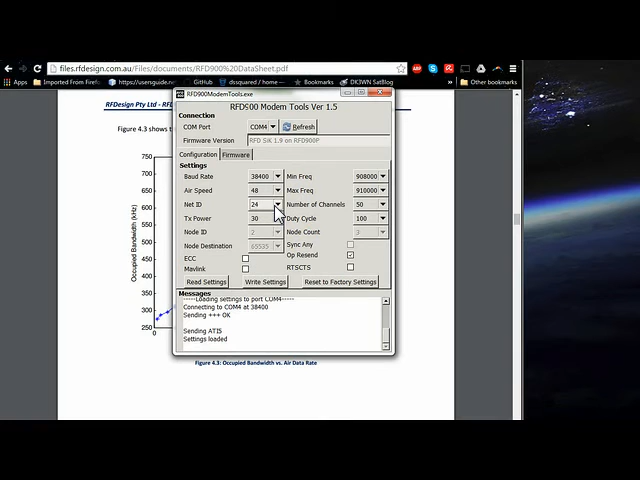 files.rfdesign.com.au/Files/documents/RFD900%20DataSheet.pdf
Apps
Imported From Firef
https://usersguide.ne
GitHub
dssquared / home —
Bookmarks
DK3WN SatBlog
Other bookmarks
RFDesign Pty Ltd - RF
Figure 4.3 shows t
RFD900ModemTools.exe
RFD900 Modem Tools Ver 1.5
Connection
COM Port COM4 Refresh
Firmware Version RFD SiK 1.9 on RFD900P
Configuration Firmware
Settings
Baud Rate 38400 Min Freq 908000
Air Speed 48 Max Freq 910000
Net ID 24 Number of Channels 50
Tx Power 30 Duty Cycle 100
Node ID 2 Node Count 3
Node Destination 65535 Sync Any
ECC Op Resend
Mavlink RTSCTS
Read Settings Write Settings Reset to Factory Settings
Messages
-----Loading settings to port COM4-----
Connecting to COM4 at 38400
Sending +++ OK
Sending ATI5
Settings loaded
Occupied Bandwidth (kHz)
750
700
650
600
550
500
450
400
350
300
250
0
Figure 4.3: Occupied Bandwidth vs. Air Data Rate